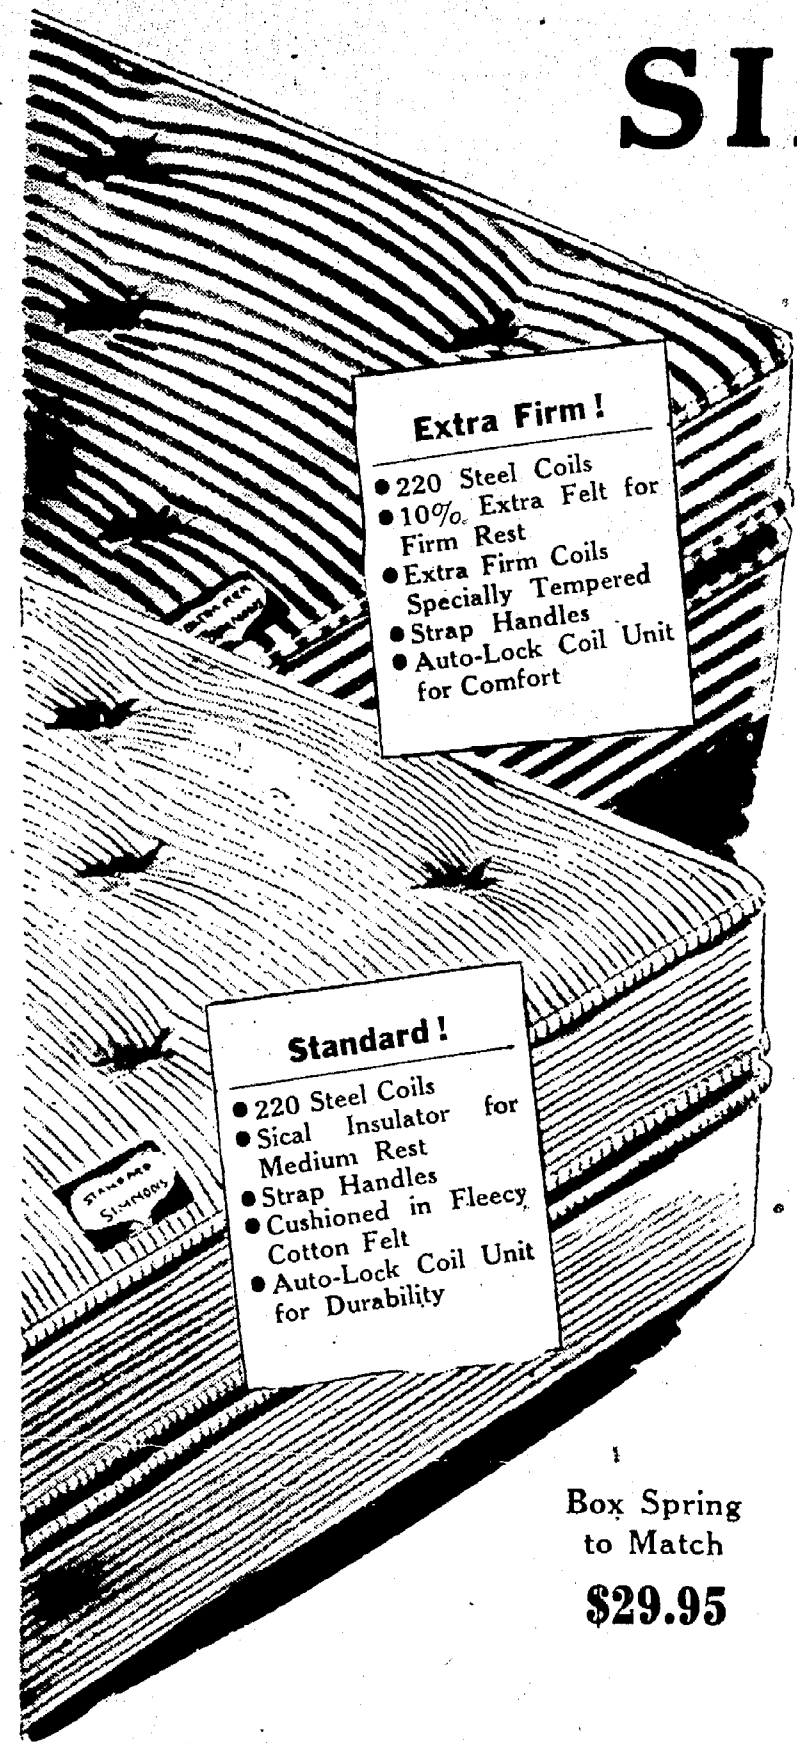 SI
Extra Firm!
● 220 Steel Coils
● 10% Extra Felt for
Firm Rest
● Extra Firm Coils
Specially Tempered
● Strap Handles
● Auto-Lock Coil Unit
for Comfort
Standard!
● 220 Steel Coils
● Sical Insulator for
Medium Rest
● Strap Handles
● Cushioned in Fleecy
Cotton Felt
● Auto-Lock Coil Unit
for Durability
STANDARD
SIMMONS
Box Spring
to Match
$29.95